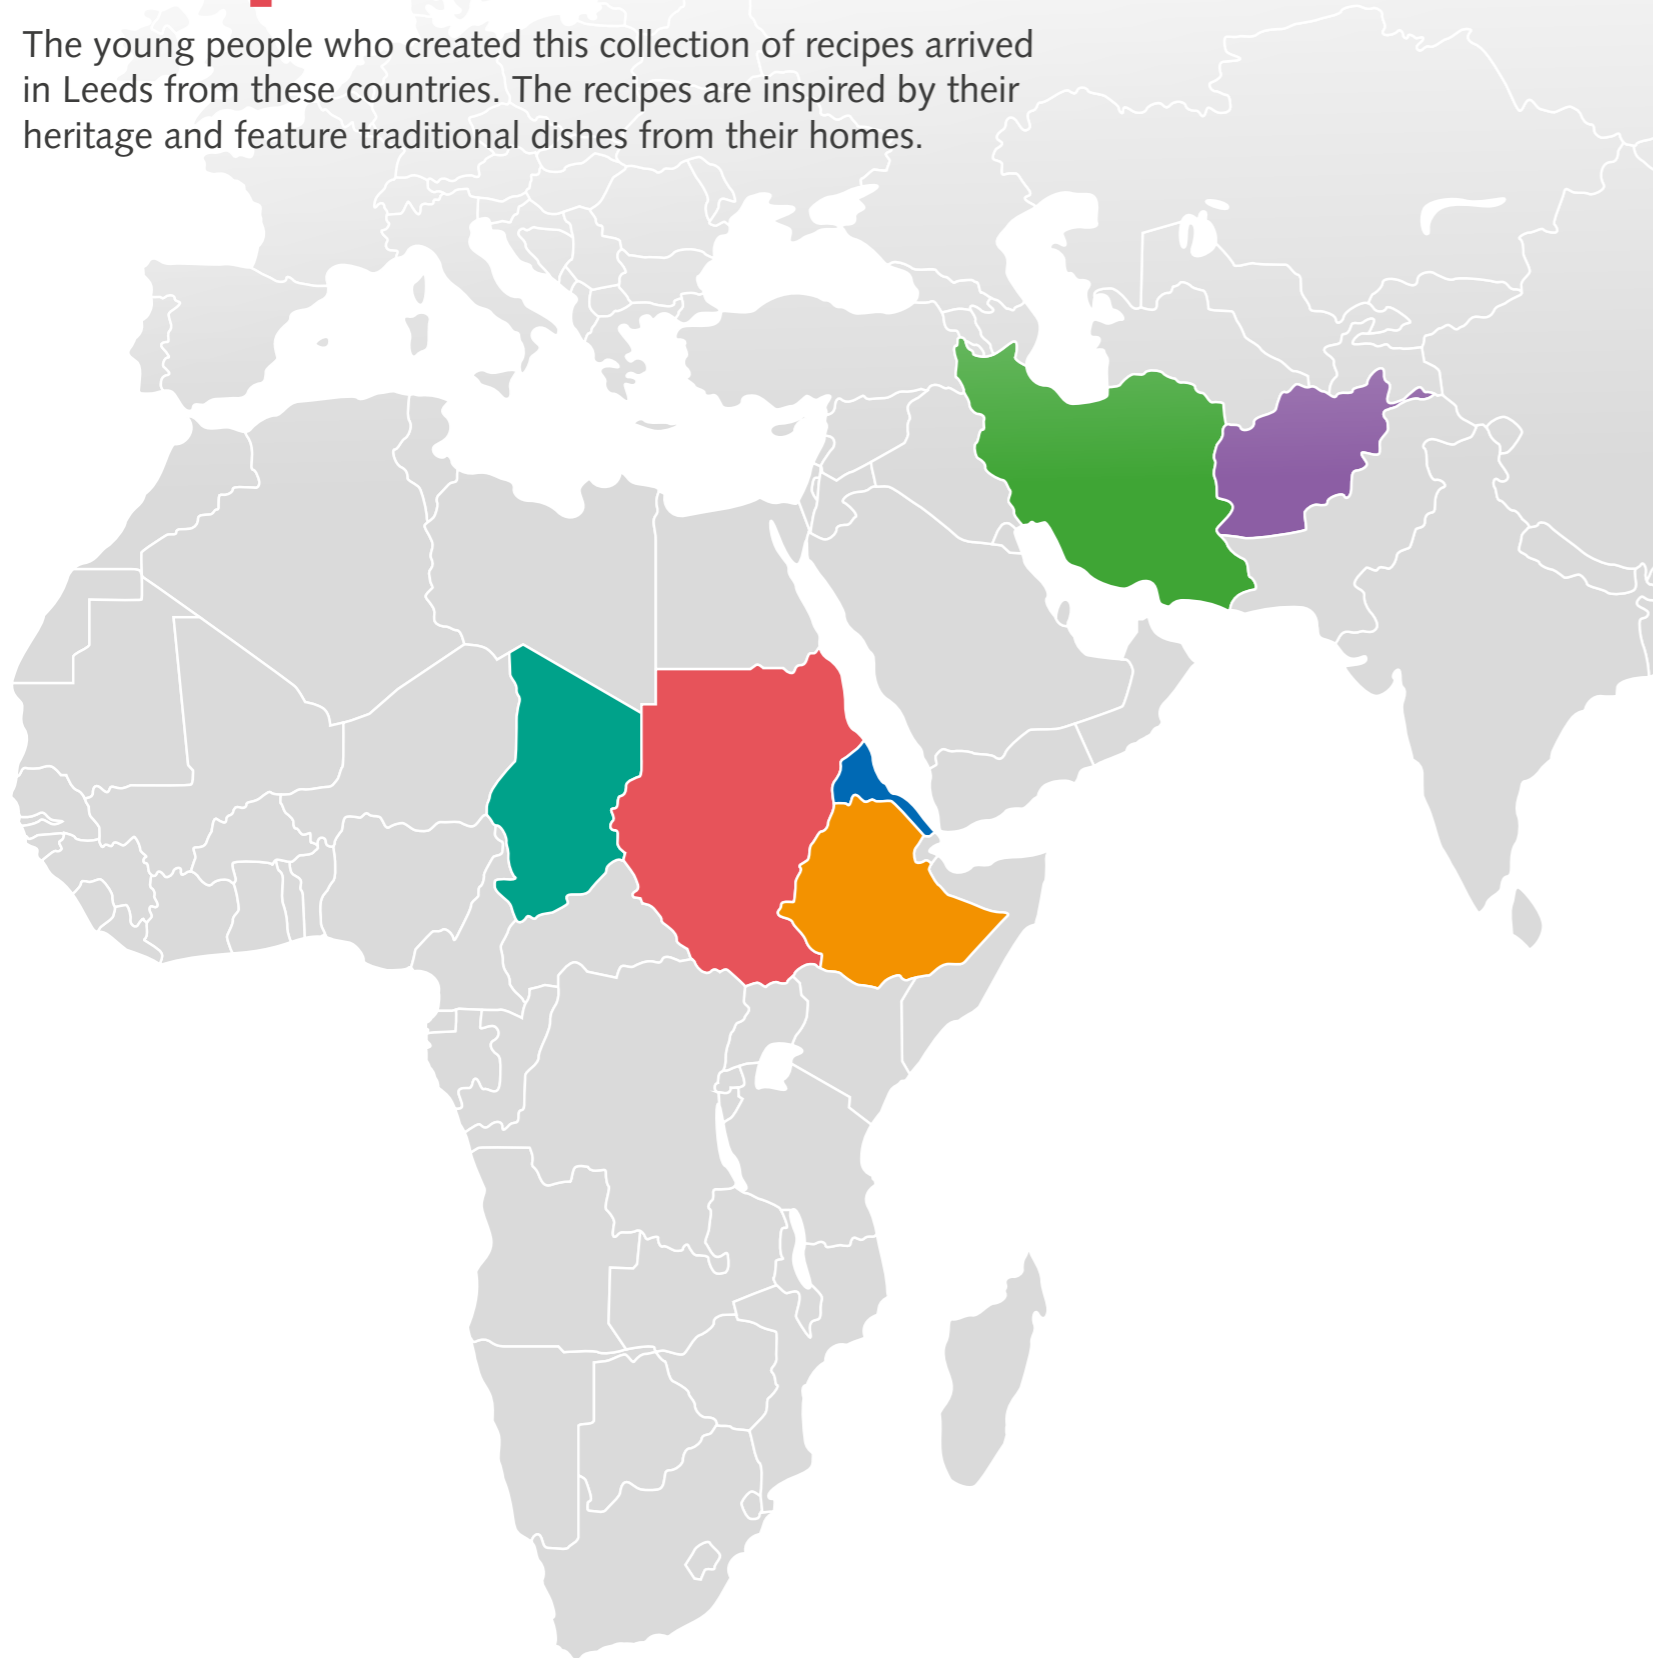 The young people who created this collection of recipes arrived
in Leeds from these countries. The recipes are inspired by their
heritage and feature traditional dishes from their homes.